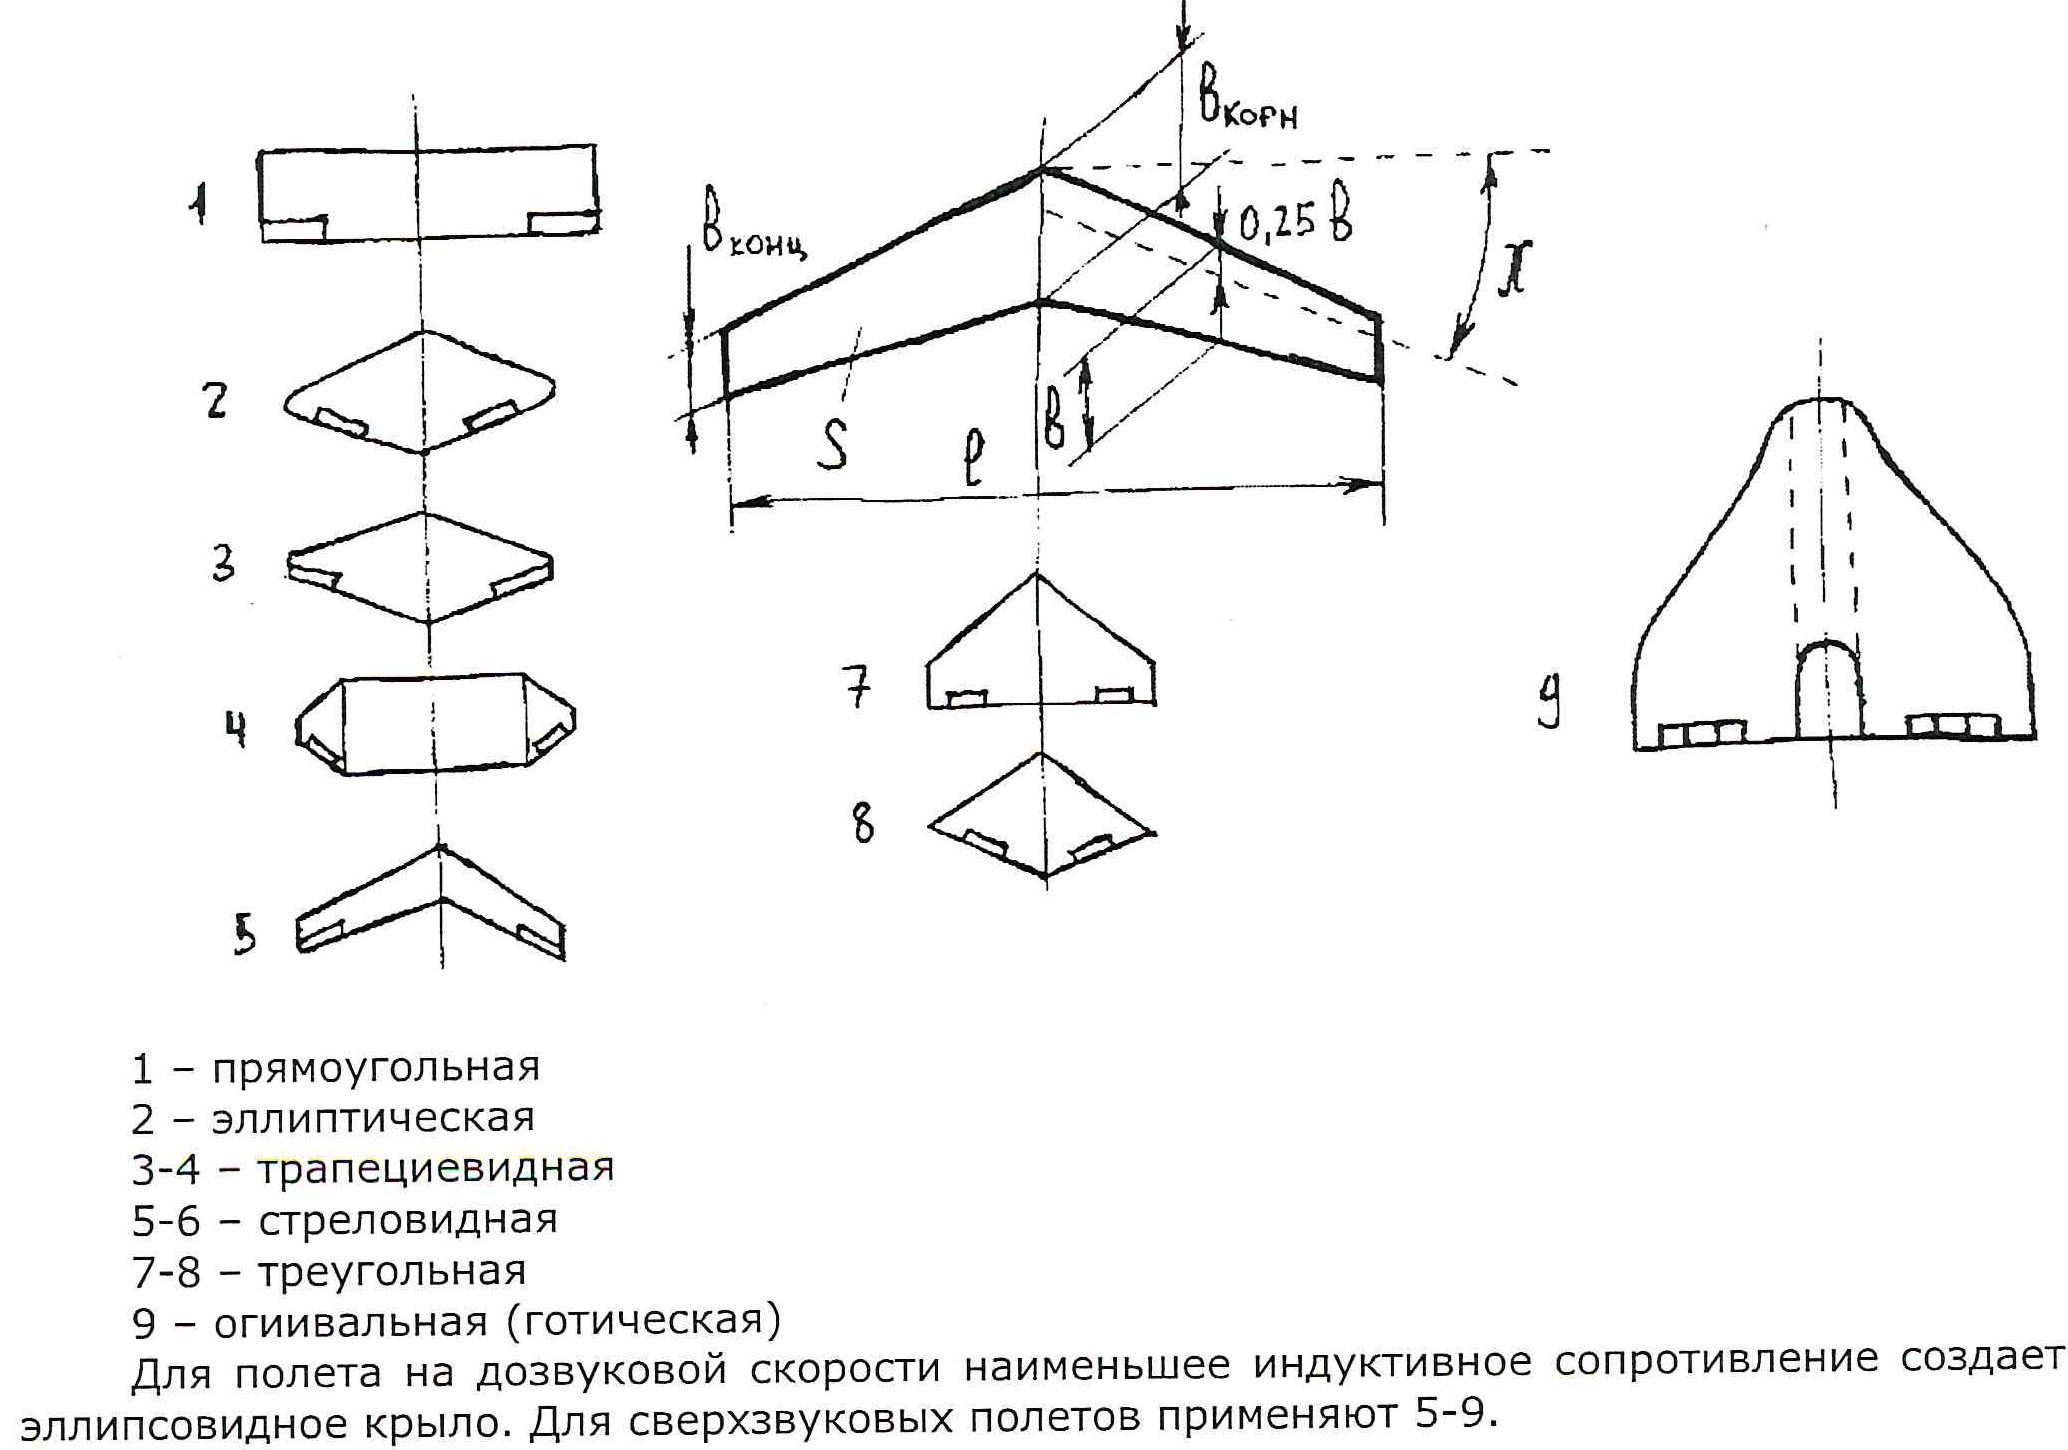 1
2
3
4
5
bконц
bкорн
0,25 b
χ
S
l
b
7
8
9
1 – прямоугольная
2 – эллиптическая
3-4 – трапециевидная
5-6 – стреловидная
7-8 – треугольная
9 – огиивальная (готическая)
Для полета на дозвуковой скорости наименьшее индуктивное сопротивление создает
эллипсовидное крыло. Для сверхзвуковых полетов применяют 5-9.